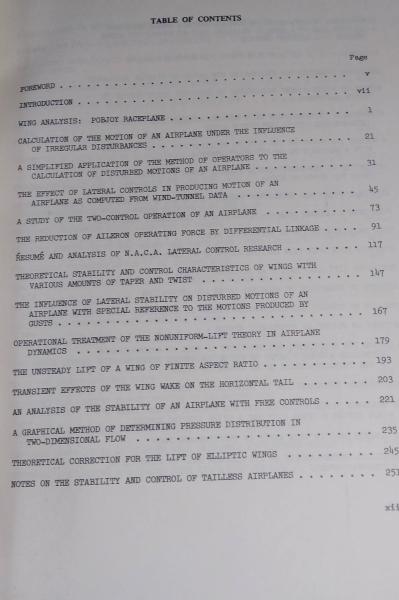 TABLE OF CONTENTS
Page
FOREWORD . . . . . . . . . . . . . . . . . . . . . . . . . . v
INTRODUCTION . . . . . . . . . . . . . . . . . . . . . . . . vii
WING ANALYSIS: POBJOY RACEPLANE . . . . . . . . . . . . . . . 1
CALCULATION OF THE MOTION OF AN AIRPLANE UNDER THE INFLUENCE
OF IRREGULAR DISTURBANCES . . . . . . . . . . . . . . . . . 21
A SIMPLIFIED APPLICATION OF THE METHOD OF OPERATORS TO THE
CALCULATION OF DISTURBED MOTIONS OF AN AIRPLANE . . . . . . . 31
THE EFFECT OF LATERAL CONTROLS IN PRODUCING MOTION OF AN
AIRPLANE AS COMPUTED FROM WIND-TUNNEL DATA . . . . . . . . . 45
A STUDY OF THE TWO-CONTROL OPERATION OF AN AIRPLANE . . . . . 73
THE REDUCTION OF AILERON OPERATING FORCE BY DIFFERENTIAL LINKAGE . . . . 91
RESUMÉ AND ANALYSIS OF N.A.C.A. LATERAL CONTROL RESEARCH . . . . . . . 117
THEORETICAL STABILITY AND CONTROL CHARACTERISTICS OF WINGS WITH
VARIOUS AMOUNTS OF TAPER AND TWIST . . . . . . . . . . . . . 147
THE INFLUENCE OF LATERAL STABILITY ON DISTURBED MOTIONS OF AN
AIRPLANE WITH SPECIAL REFERENCE TO THE MOTIONS PRODUCED BY
GUSTS . . . . . . . . . . . . . . . . . . . . . . . . . . . 167
OPERATIONAL TREATMENT OF THE NONUNIFORM-LIFT THEORY IN AIRPLANE
DYNAMICS . . . . . . . . . . . . . . . . . . . . . . . . . 179
THE UNSTEADY LIFT OF A WING OF FINITE ASPECT RATIO . . . . . . . . . 193
TRANSIENT EFFECTS OF THE WING WAKE ON THE HORIZONTAL TAIL . . . . . . 203
AN ANALYSIS OF THE STABILITY OF AN AIRPLANE WITH FREE CONTROLS . . . . . 221
A GRAPHICAL METHOD OF DETERMINING PRESSURE DISTRIBUTION IN
TWO-DIMENSIONAL FLOW . . . . . . . . . . . . . . . . . . . 235
THEORETICAL CORRECTION FOR THE LIFT OF ELLIPTIC WINGS . . . . . . . . 245
NOTES ON THE STABILITY AND CONTROL OF TAILLESS AIRPLANES . . . . . . . 251
xii